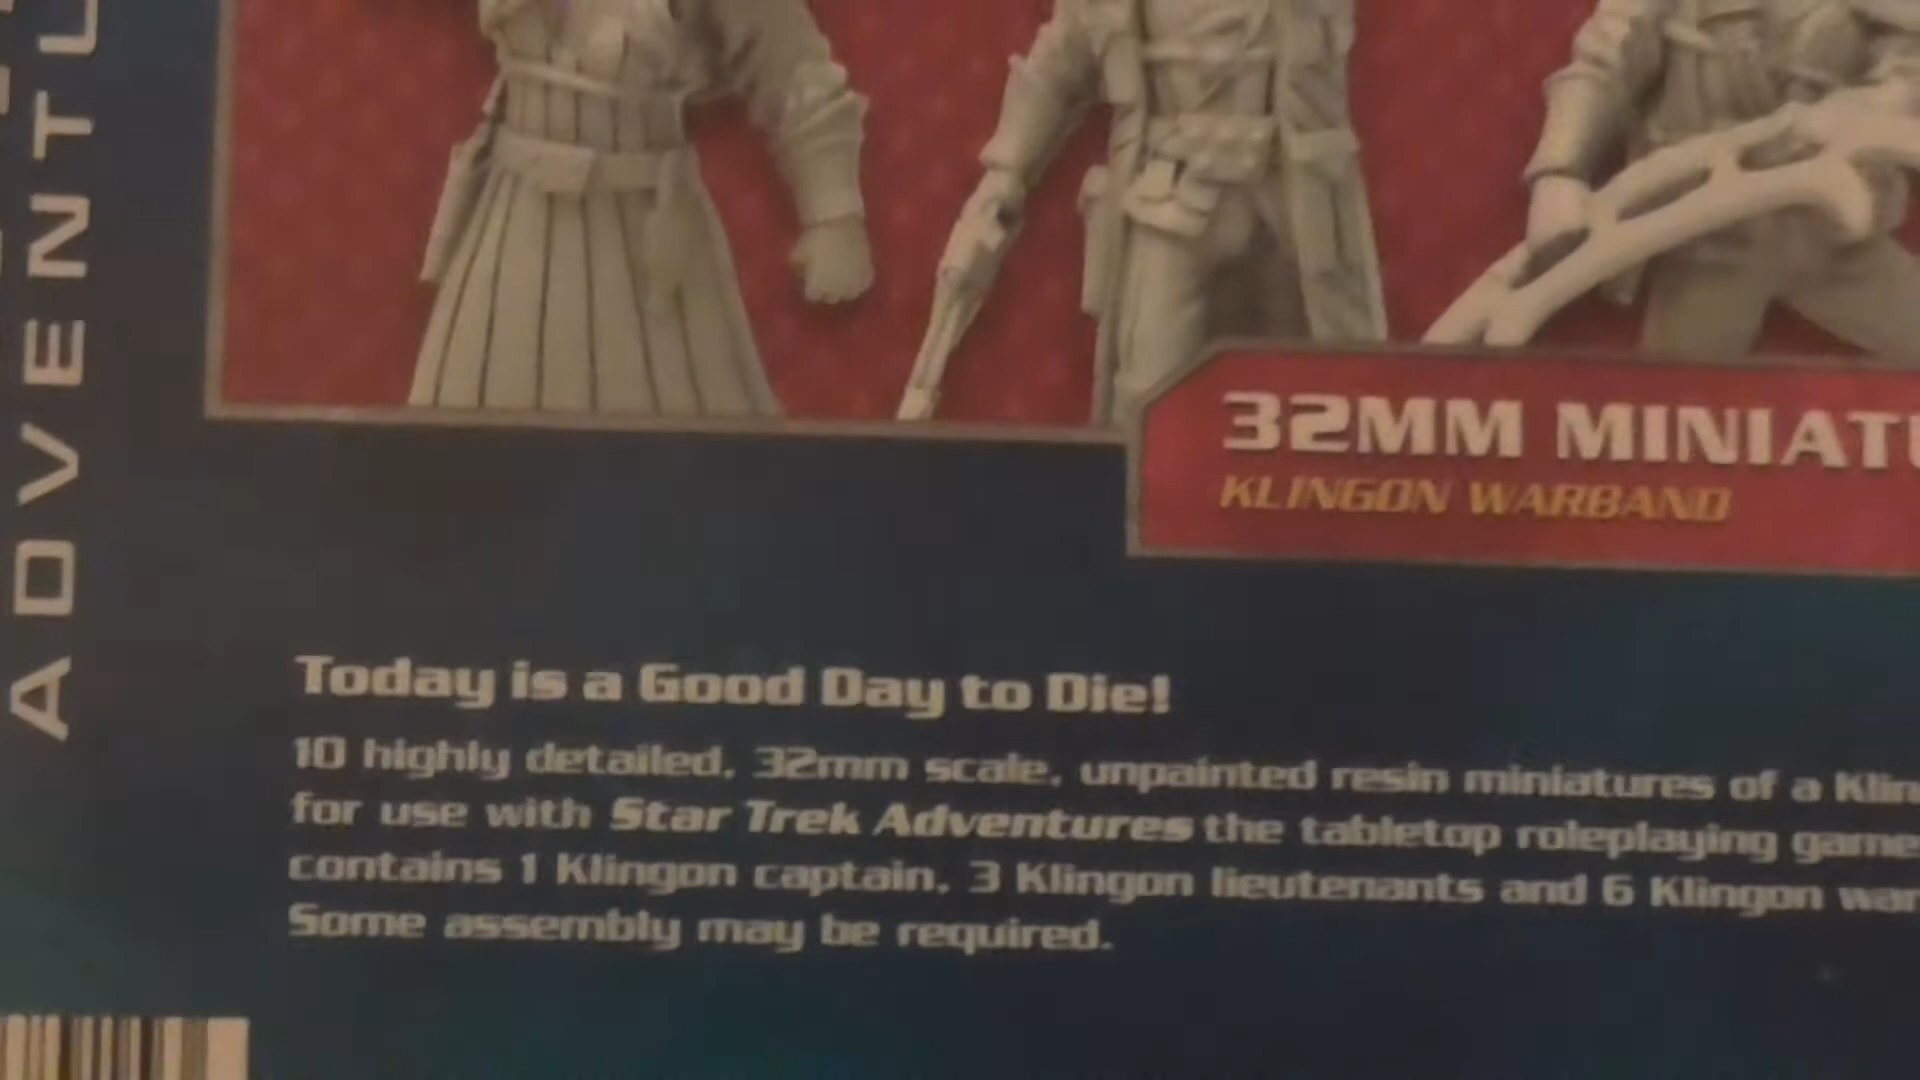 ADVENTU
32MM MINIATU
KLINGON WARBAND
Today is a Good Day to Die!
10 highly detailed, 32mm scale, unpainted resin miniatures of a Klin
for use with Star Trek Adventures the tabletop roleplaying game
contains 1 Klingon captain, 3 Klingon lieutenants and 6 Klingon war
Some assembly may be required.